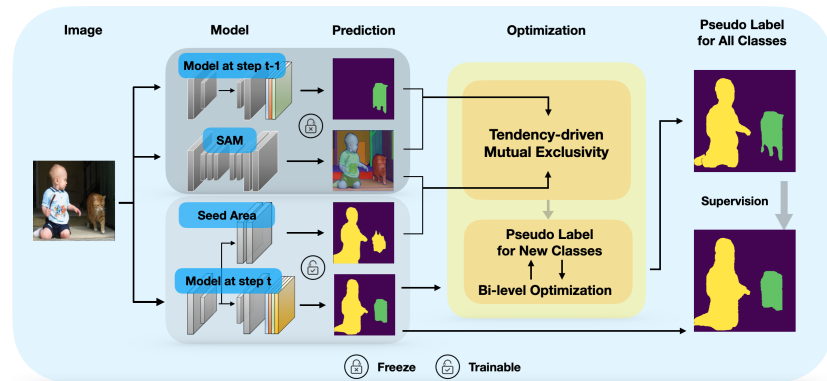 Image
Model
Prediction
Optimization
Pseudo Label
for All Classes
Model at step t-1
SAM
Tendency-driven
Mutual Exclusivity
Seed Area
Supervision
Pseudo Label
for New Classes
Model at step t
Bi-level Optimization
Freeze
Trainable